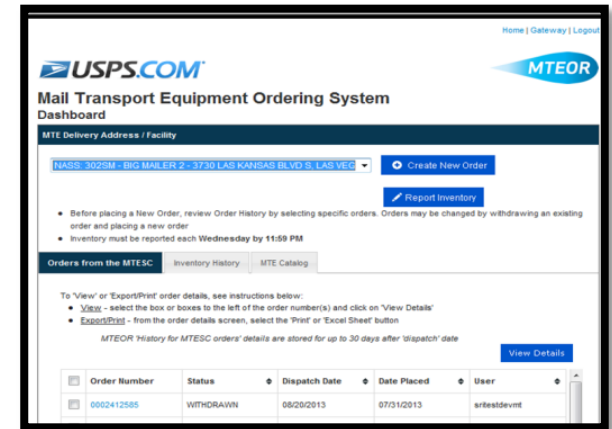 Home | Gateway | Logout
USPS.COM
MTEOR
Mail Transport Equipment Ordering System
Dashboard
MTE Delivery Address / Facility
NASS: 302SM - BIG MAILER 2 - 3730 LAS KANSAS BLVD S, LAS VEG
Create New Order
Report Inventory
Before placing a New Order, review Order History by selecting specific orders. Orders may be changed by withdrawing an existing
order and placing a new order
Inventory must be reported each Wednesday by 11:59 PM
Orders from the MTESC Inventory History MTE Catalog
To 'View' or 'Export/Print' order details, see instructions below:
View - select the box or boxes to the left of the order number(s) and click on 'View Details'
Export/Print - from the order details screen, select the 'Print' or 'Excel Sheet' button
MTEOR 'History for MTESC orders' details are stored for up to 30 days after 'dispatch' date
View Details
Order Number Status Dispatch Date Date Placed User
0002412585 WITHDRAWN 08/20/2013 07/31/2013 sritestdevmt